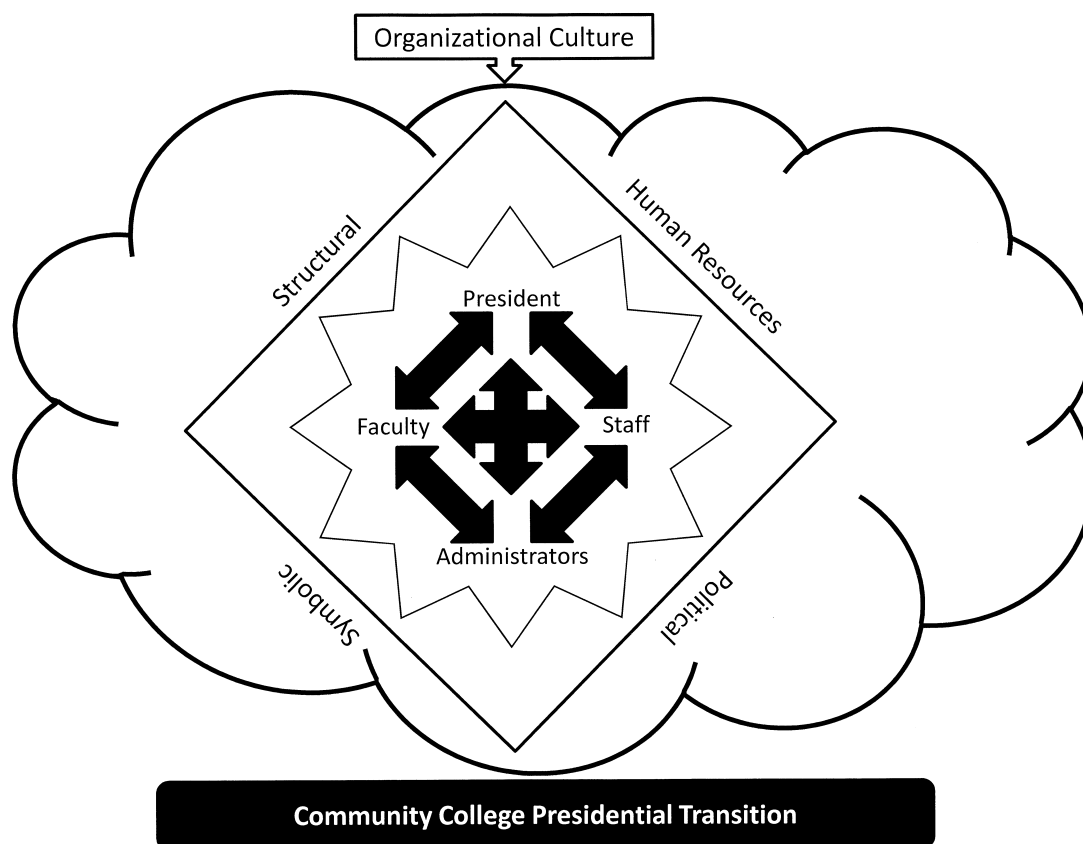 Organizational Culture
Structural
Human Resources
President
Faculty
Staff
Administrators
Symbolic
Political
Community College Presidential Transition